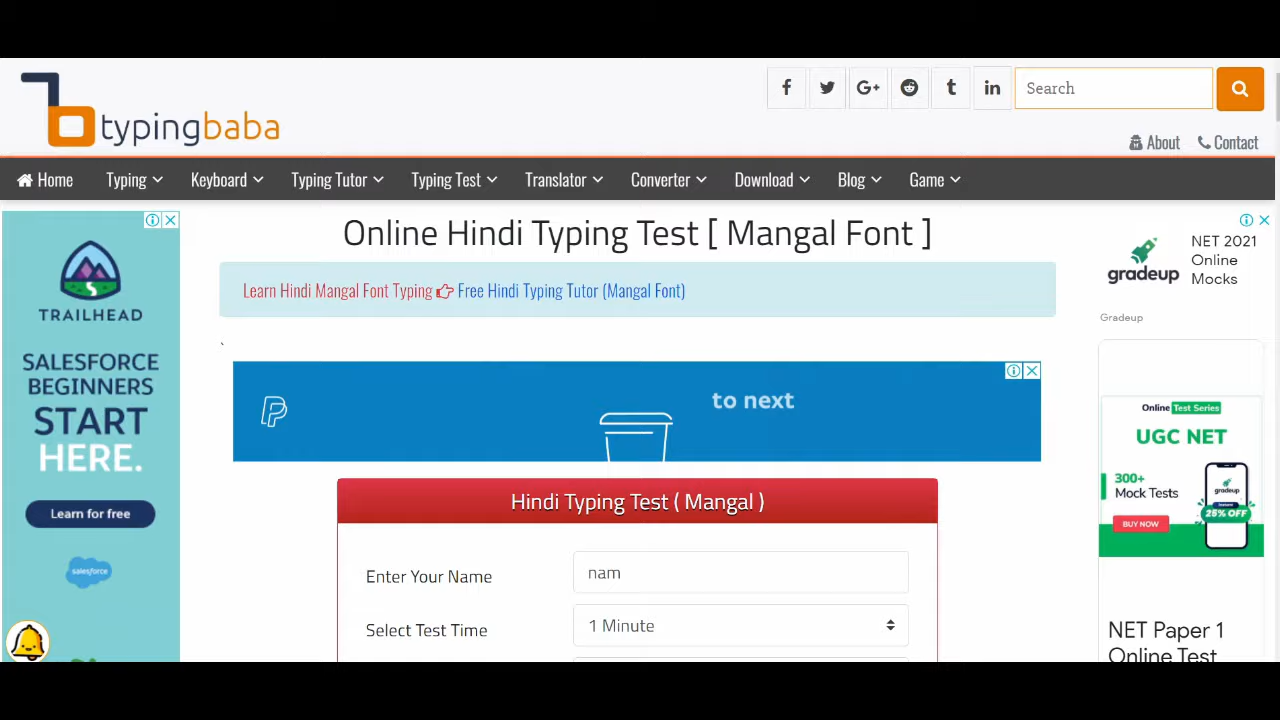 typingbaba
Search
About
Contact
Home
Typing
Keyboard
Typing Tutor
Typing Test
Translator
Converter
Download
Blog
Game
Online Hindi Typing Test [ Mangal Font ]
Learn Hindi Mangal Font Typing Free Hindi Typing Tutor (Mangal Font)
TRAILHEAD
SALESFORCE
BEGINNERS
START
HERE.
Learn for free
salesforce
to next
Hindi Typing Test ( Mangal )
Enter Your Name
nam
Select Test Time
1 Minute
gradeup
NET 2021
Online
Mocks
Gradeup
Online Test Series
UGC NET
300+
Mock Tests
BUY NOW
gradeup
25% OFF
NET Paper 1
Online Test